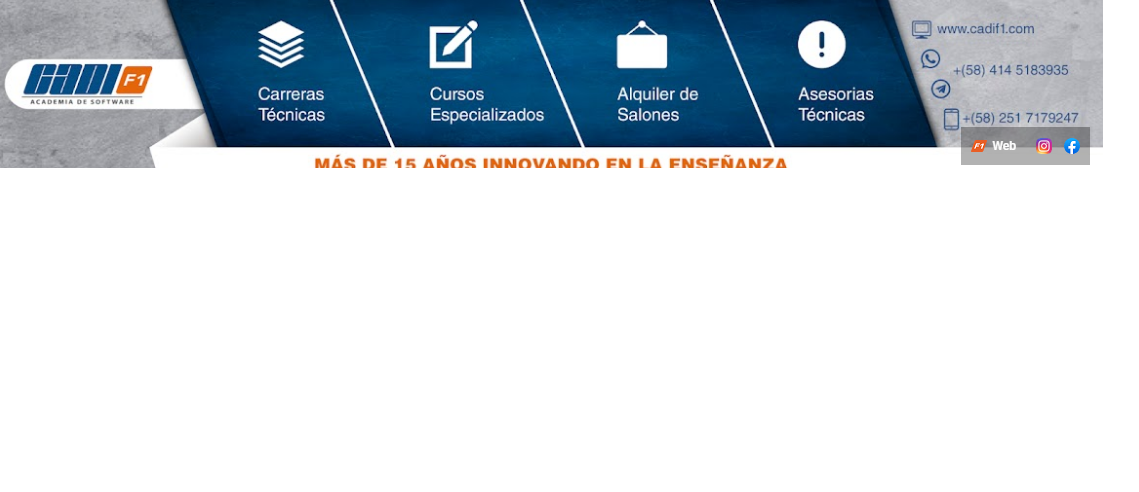 CADI F1
ACADEMIA DE SOFTWARE
Carreras
Técnicas
Cursos
Especializados
Alquiler de
Salones
Asesorias
Técnicas
www.cadif1.com
+(58) 414 5183935
+(58) 251 7179247
F1 Web
MÁS DE 15 AÑOS INNOVANDO EN LA ENSEÑANZA